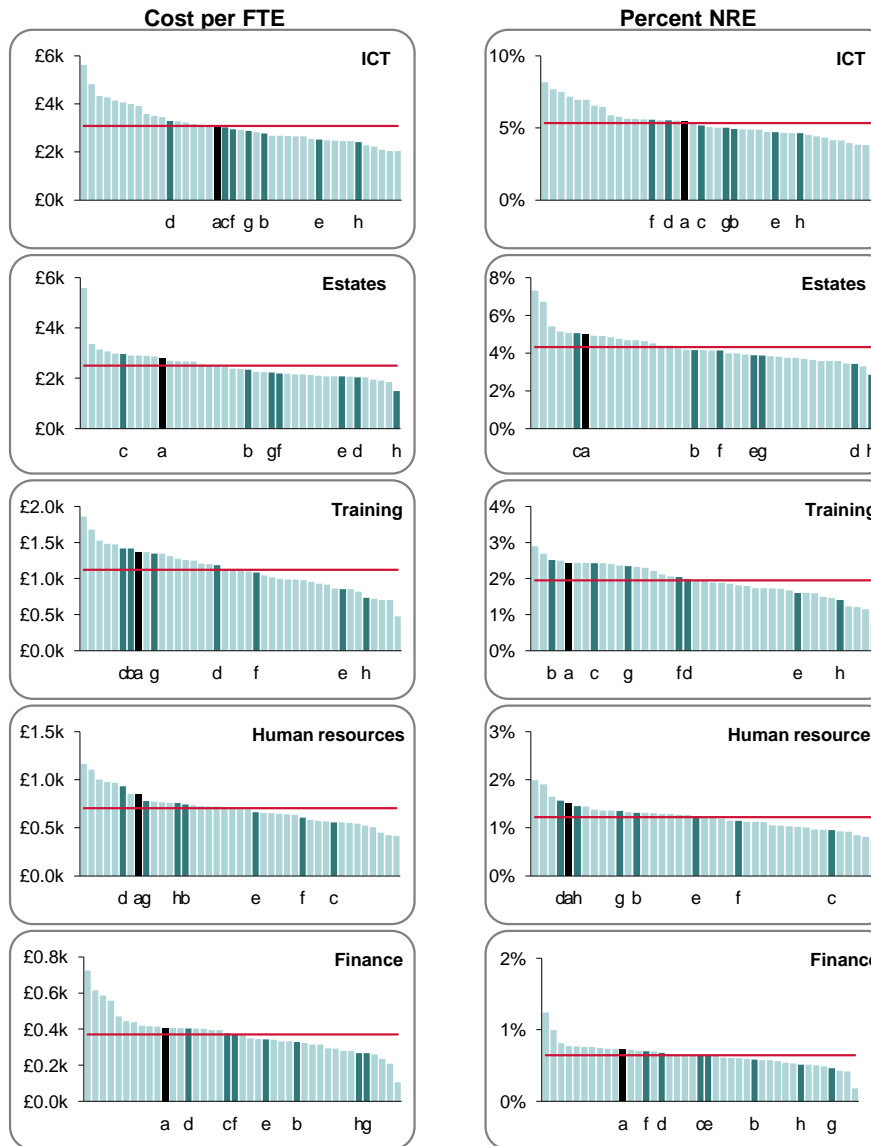 Cost per FTE
Percent NRE
ICT
£6k
£4k
£2k
£0k
d
acf g b
e
h
ICT
10%
5%
0%
f d a c
gb
e
h
Estates
£6k
£4k
£2k
£0k
c
a
b
gf
e d
h
Estates
8%
6%
4%
2%
0%
ca
b
f
eg
d
h
Training
£2.0k
£1.5k
£1.0k
£0.5k
£0.0k
cba g
d
f
e
h
Training
4%
3%
2%
1%
0%
b a
c
g
fd
e
h
Human resources
£1.5k
£1.0k
£0.5k
£0.0k
d ag
hb
e
f
c
Human resource
3%
2%
1%
0%
dah
g b
e
f
c
Finance
£0.8k
£0.6k
£0.4k
£0.2k
£0.0k
a
d
cf
e
b
hg
Finance
2%
1%
0%
a
f d
ce
b
h
g